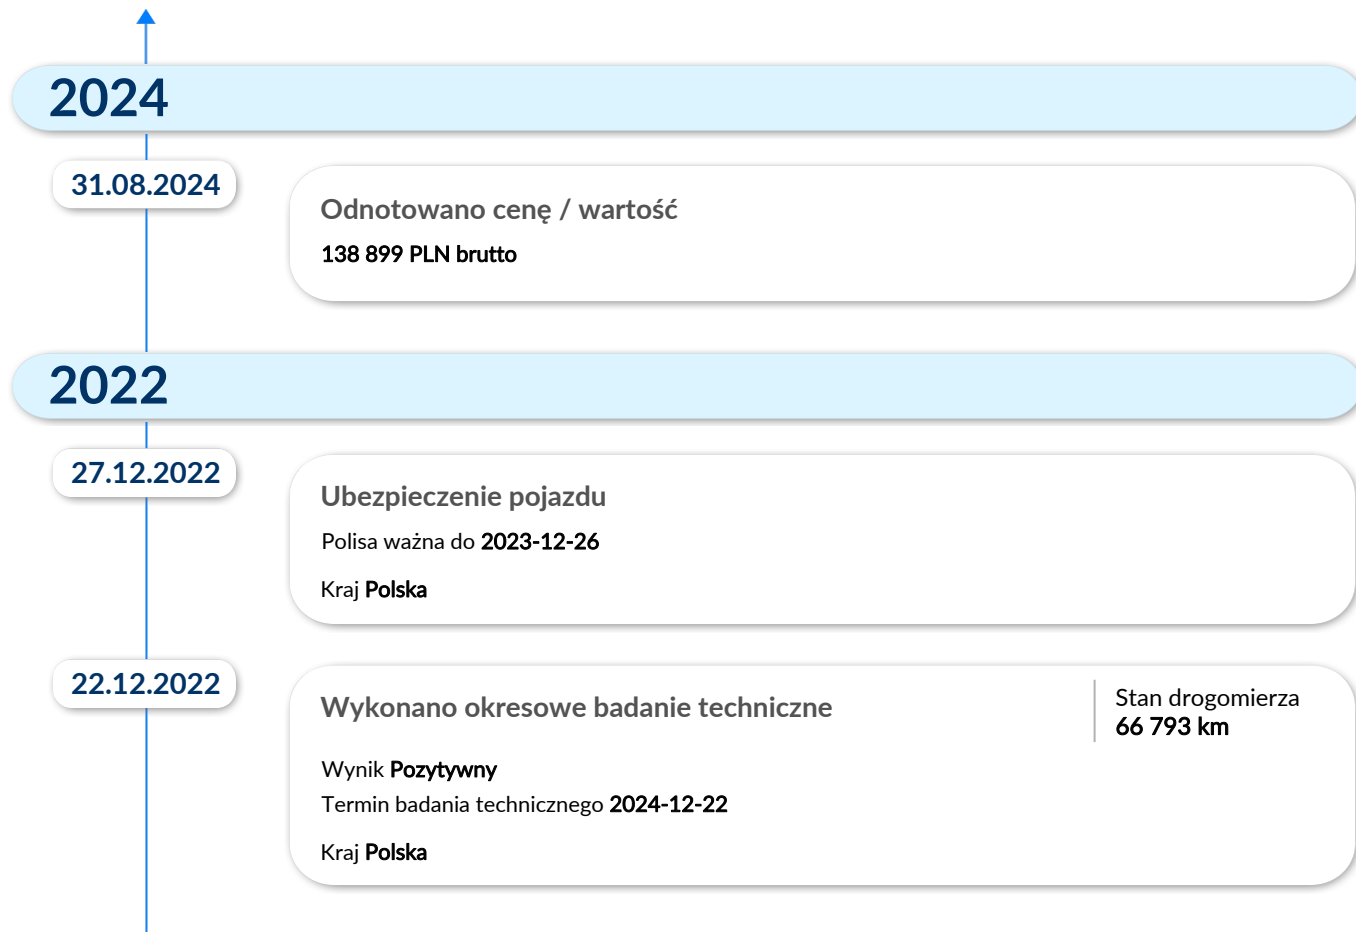 2024
31.08.2024
Odnotowano cenę / wartość
138 899 PLN brutto
2022
27.12.2022
Ubezpieczenie pojazdu
Polisa ważna do 2023-12-26
Kraj Polska
22.12.2022
Wykonano okresowe badanie techniczne
Stan drogomierza
66 793 km
Wynik Pozytywny
Termin badania technicznego 2024-12-22
Kraj Polska